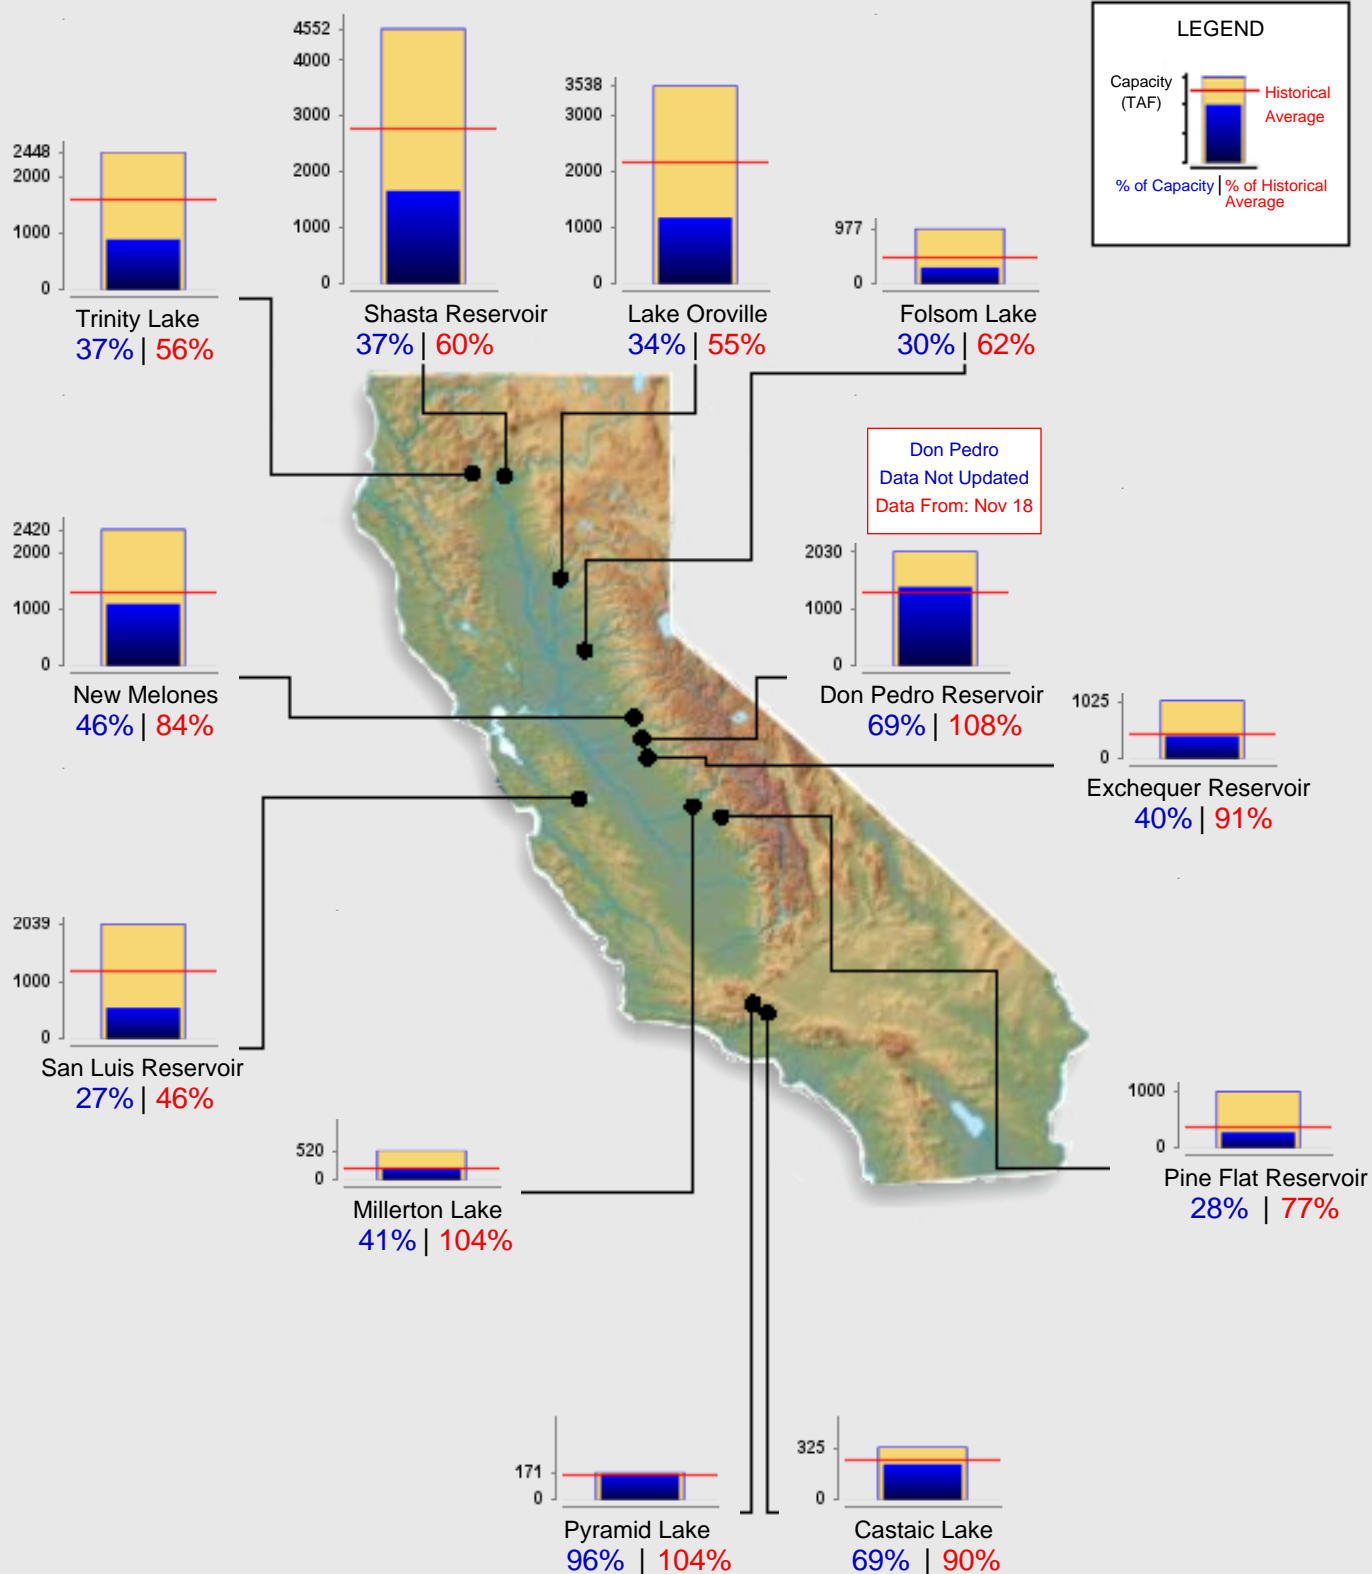 4552
4000
3000
2000
1000
0
Shasta Reservoir
37% | 60%
3538
3000
2000
1000
0
Lake Oroville
34% | 55%
LEGEND
Capacity
(TAF)
Historical
Average
% of Capacity | % of Historical
Average
2448
2000
1000
0
Trinity Lake
37% | 56%
977
0
Folsom Lake
30% | 62%
Don Pedro
Data Not Updated
Data From: Nov 18
2420
2000
1000
0
New Melones
46% | 84%
2030
1000
0
Don Pedro Reservoir
69% | 108%
1025
0
Exchequer Reservoir
40% | 91%
2039
1000
0
San Luis Reservoir
27% | 46%
520
0
Millerton Lake
41% | 104%
1000
0
Pine Flat Reservoir
28% | 77%
171
0
Pyramid Lake
96% | 104%
325
0
Castaic Lake
69% | 90%